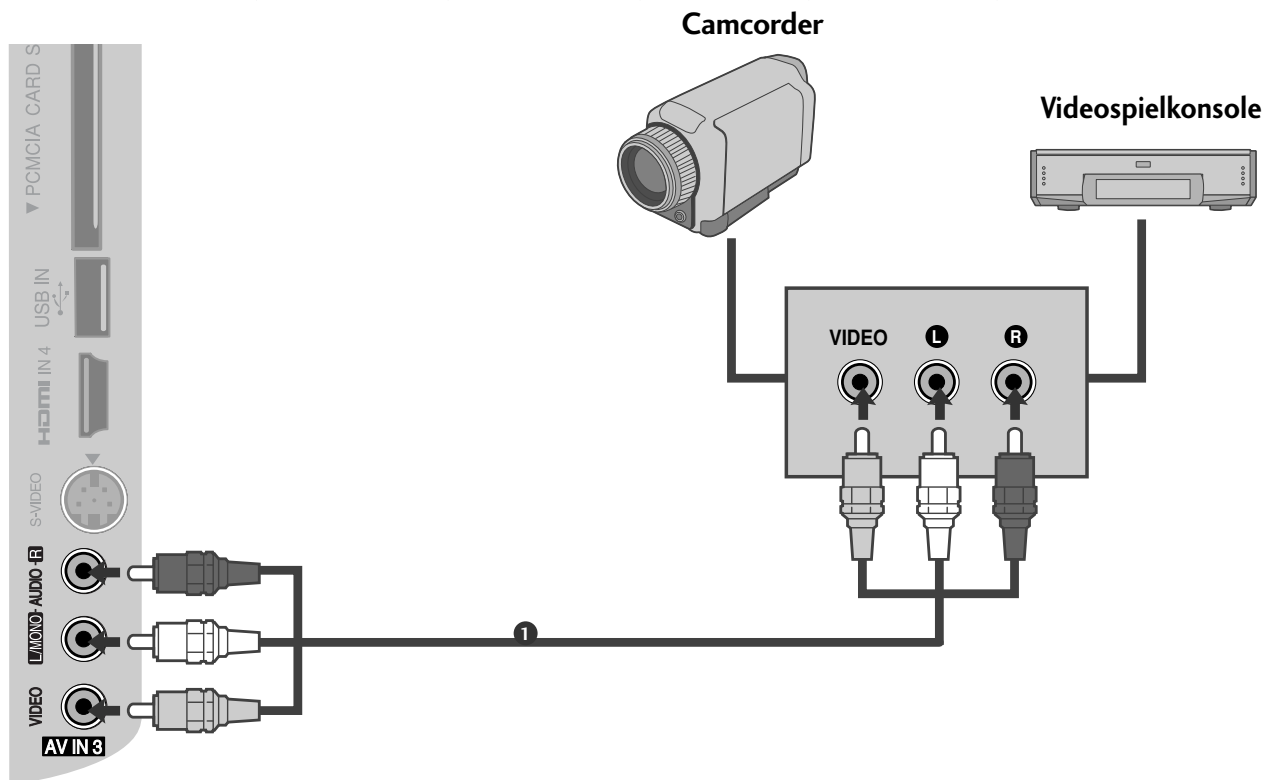 Camcorder
Videospielkonsole
▼ PCMCIA CARD S
USB IN
HDMI IN 4
S-VIDEO
L/MONO - AUDIO - R
VIDEO
AV IN 3
VIDEO
L
R
1